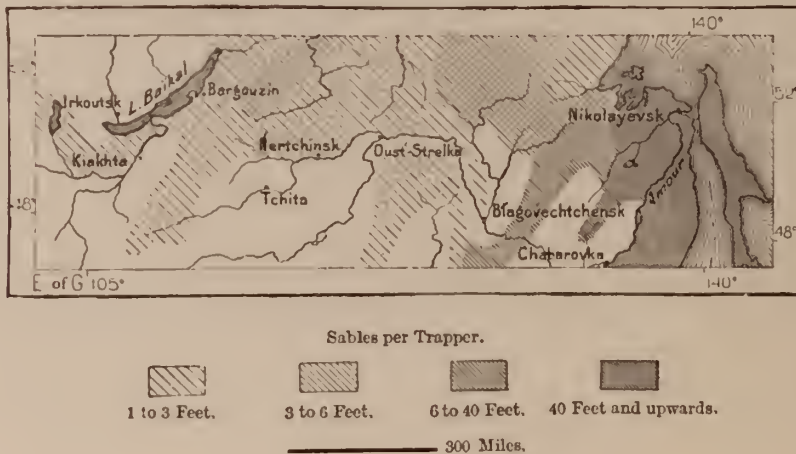 140°
52°
Irkoutsk
L. Baikal
Bargouzin
Nikolayevsk
Kiakhta
Nertchinsk
Oust-Strelka
Tchita
Blagovechtchensk
Amour
48°
Chabarovka
E of G 105°
140°
Sables per Trapper.
1 to 3 Feet. 3 to 6 Feet. 6 to 40 Feet. 40 Feet and upwards.
300 Miles.